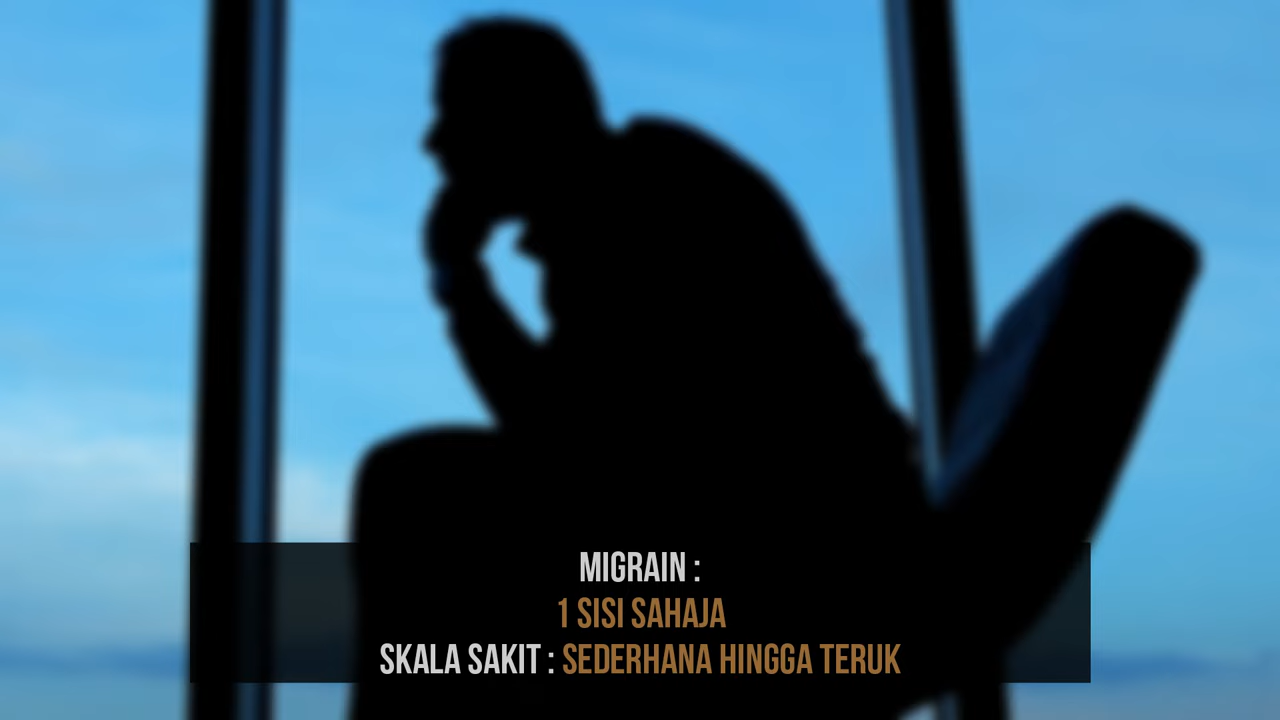 MIGRAIN :
1 SISI SAHAJA
SKALA SAKIT : SEDERHANA HINGGA TERUK